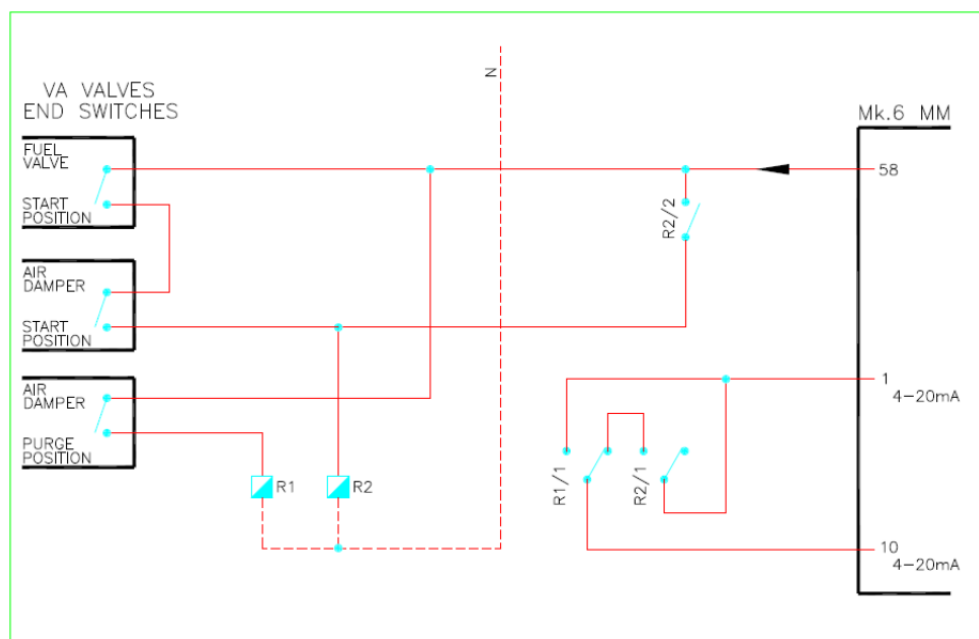 VA VALVES
END SWITCHES
FUEL
VALVE
START
POSITION
AIR
DAMPER
START
POSITION
AIR
DAMPER
PURGE
POSITION
R1
R2
N
R2/2
R1/1
R2/1
Mk.6 MM
58
1
4-20mA
10
4-20mA